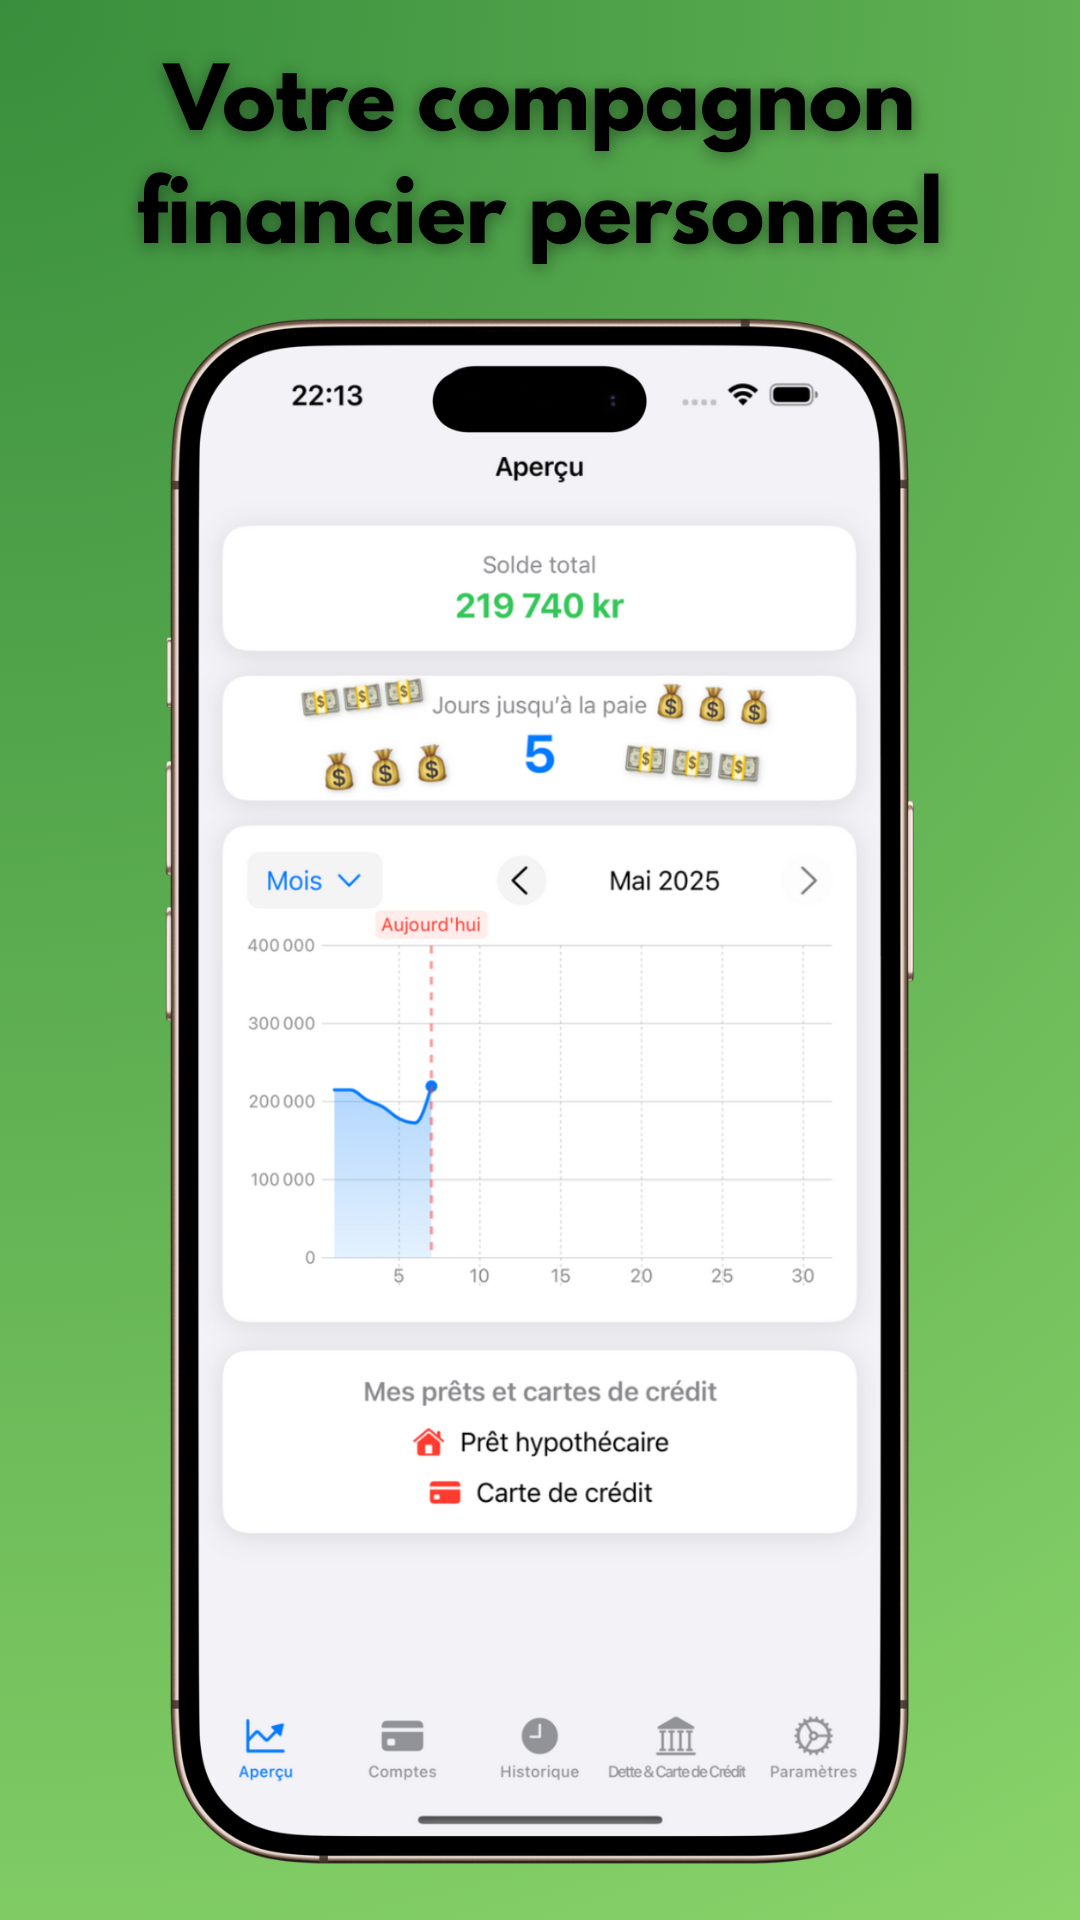 Votre compagnon
financier personnel
22:13
Aperçu
Solde total
219 740 kr
Jours jusqu'à la paie
5
Mois
Mai 2025
Aujourd'hui
400 000
300 000
200 000
100 000
0
5 10 15 20 25 30
Mes prêts et cartes de crédit
Prêt hypothécaire
Carte de crédit
Aperçu Comptes Historique Dette & Carte de Crédit Paramètres